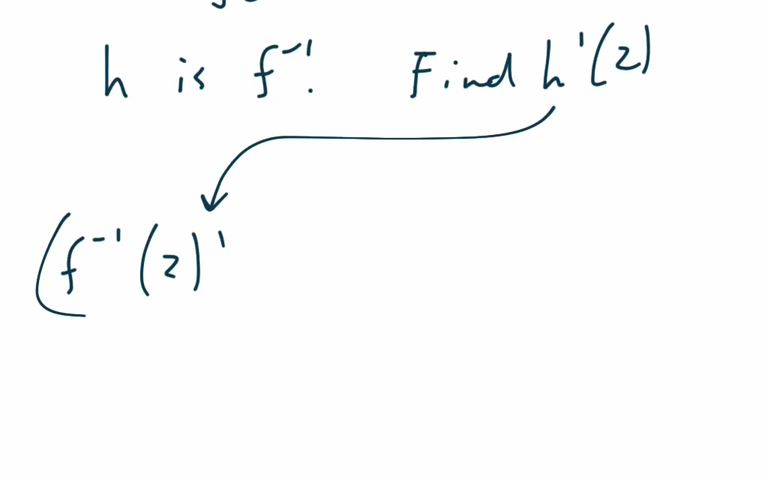 h is f⁻¹. Find h'(2)
(f⁻¹(2)'